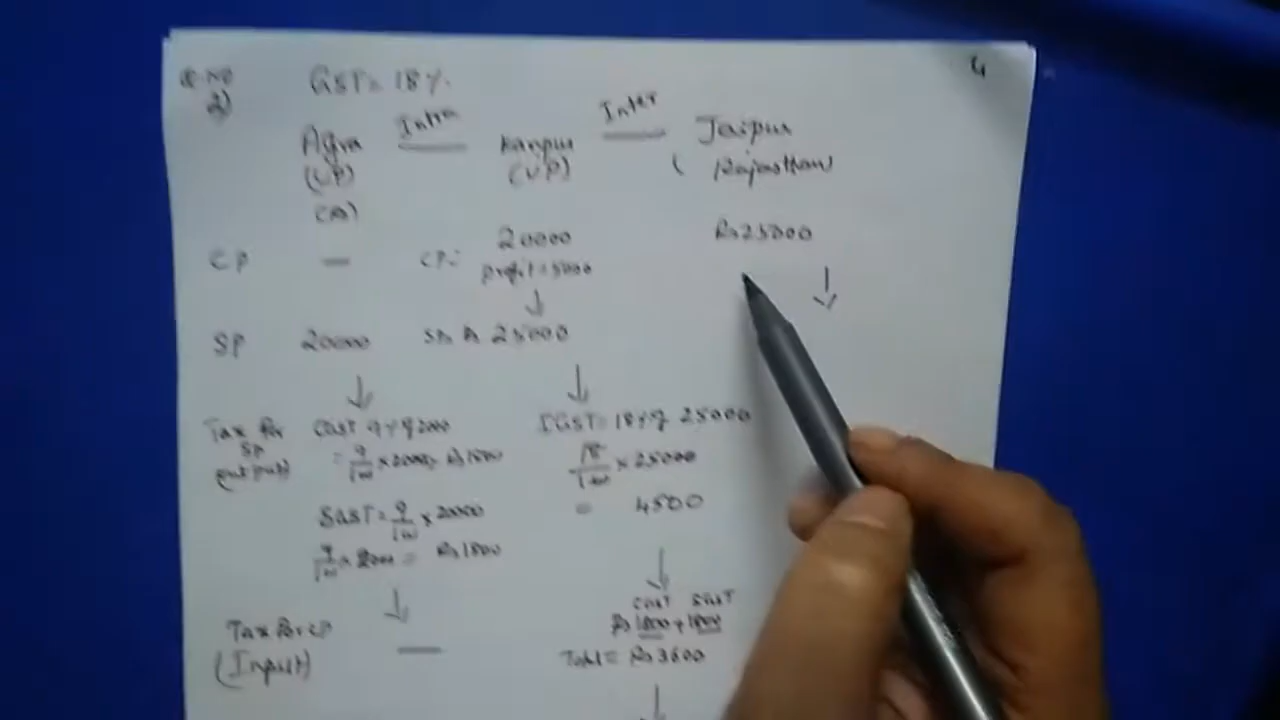 Q.NO 4
2) GST = 18%.
Agra Intra Kanpur Inter Jaipur
(UP) (UP) ( Rajasthan
(A)
CP — CP = 20000 Rs 25000
profit = 5000
SP 20000 SP = Rs 25000
Tax for SP (output) CGST 9% of 2000 IGST = 18% of 25000
= 9/100 × 2000 = Rs 1800 18/100 × 25000
SGST = 9/100 × 20000 = 4500
9/100 × 2000 = Rs 1800
CGST SGST
Tax for CP — Rs 1800 + 1800
(Input) Total = Rs 3600